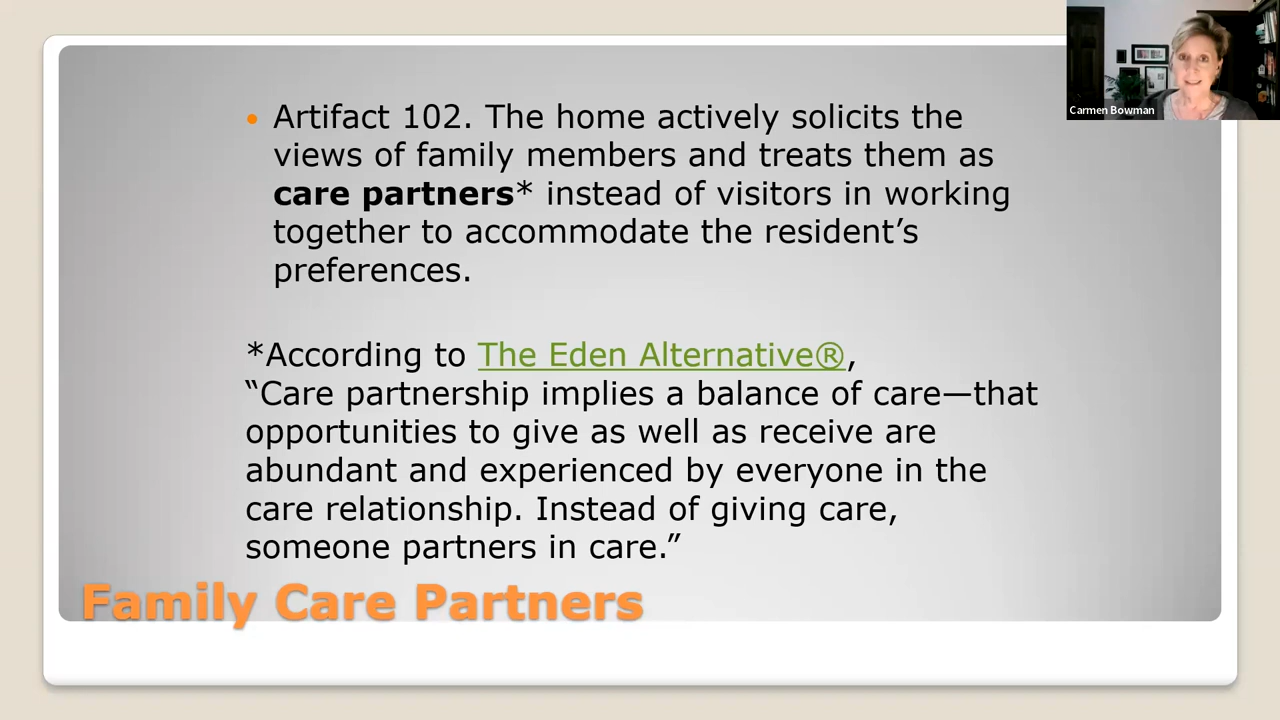 Carmen Bowman
• Artifact 102. The home actively solicits the
views of family members and treats them as
care partners* instead of visitors in working
together to accommodate the resident’s
preferences.
*According to The Eden Alternative®,
“Care partnership implies a balance of care—that
opportunities to give as well as receive are
abundant and experienced by everyone in the
care relationship. Instead of giving care,
someone partners in care.”
Family Care Partners